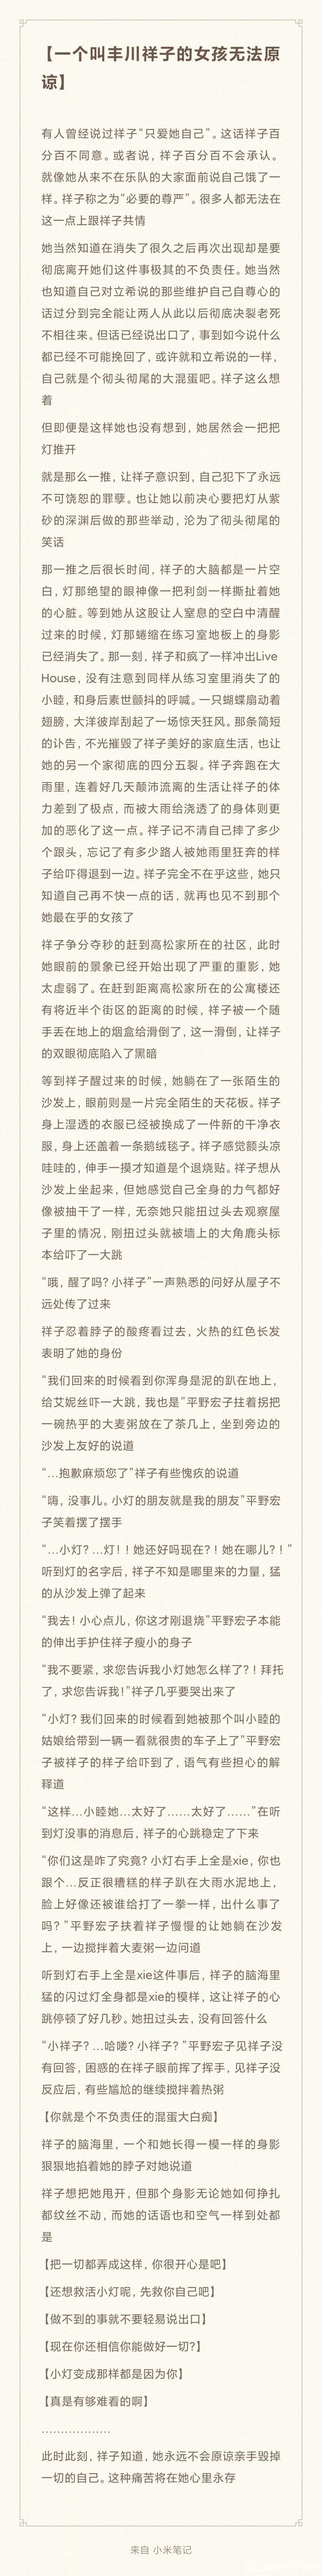 【一个叫丰川祥子的女孩无法原
谅】
有人曾经说过祥子“只爱她自己”。这话祥子百
分百不同意。或者说，祥子百分百不会承认。
就像她从来不在乐队的大家面前说自己饿了一
样。祥子称之为“必要的尊严”。很多人都无法在
这一点上跟祥子共情
她当然知道在消失了很久之后再次出现却是要
彻底离开她们这件事极其的不负责任。她当然
也知道自己对立希说的那些维护自己自尊心的
话过分到完全能让两人从此以后彻底决裂老死
不相往来。但话已经说出口了，事到如今说什么
都已经不可能挽回了，或许就和立希说的一样，
自己就是个彻头彻尾的大混蛋吧。祥子这么想
着
但即便是这样她也没有想到，她居然会一把把
灯推开
就是那么一推，让祥子意识到，自己犯下了永远
不可饶恕的罪孽。也让她以前决心要把灯从紫
砂的深渊后做的那些举动，沦为了彻头彻尾的
笑话
那一推之后很长时间，祥子的大脑都是一片空
白，灯那绝望的眼神像一把利剑一样撕扯着她
的心脏。等到她从这股让人窒息的空白中清醒
过来的时候，灯那蜷缩在练习室地板上的身影
已经消失了。那一刻，祥子和疯了一样冲出Live
House，没有注意到同样从练习室里消失了的
小睦，和身后素世颤抖的呼喊。一只蝴蝶扇动着
翅膀，大洋彼岸刮起了一场惊天狂风。那条简短
的讣告，不光摧毁了祥子美好的家庭生活，也让
她的另一个家彻底的四分五裂。祥子奔跑在大
雨里，连着好几天颠沛流离的生活让祥子的体
力差到了极点，而被大雨给浇透了的身体则更
加的恶化了这一点。祥子记不清自己摔了多少
个跟头，忘记了有多少路人被她雨里狂奔的样
子给吓得退到一边。祥子完全不在乎这些，她只
知道自己再不快一点的话，就再也见不到那个
她最在乎的女孩了
祥子争分夺秒的赶到高松家所在的社区，此时
她眼前的景象已经开始出现了严重的重影，她
太虚弱了。在赶到距离高松家所在的公寓楼还
有将近半个街区的距离的时候，祥子被一个随
手丢在地上的烟盒给滑倒了，这一滑倒，让祥子
的双眼彻底陷入了黑暗
等到祥子醒过来的时候，她躺在了一张陌生的
沙发上，眼前则是一片完全陌生的天花板。祥子
身上湿透的衣服已经被换成了一件新的干净衣
服，身上还盖着一条鹅绒毯子。祥子感觉额头凉
哇哇的，伸手一摸才知道是个退烧贴。祥子想从
沙发上坐起来，但她感觉自己全身的力气都好
像被抽干了一样，无奈她只能扭过头去观察屋
子里的情况，刚扭过头就被墙上的大角鹿头标
本给吓了一大跳
“哦，醒了吗？小祥子”一声熟悉的问好从屋子不
远处传了过来
祥子忍着脖子的酸疼看过去，火热的红色长发
表明了她的身份
“我们回来的时候看到你浑身是泥的趴在地上，
给艾妮丝吓一大跳，我也是”平野宏子拄着拐把
一碗热乎的大麦粥放在了茶几上，坐到旁边的
沙发上友好的说道
“…抱歉麻烦您了”祥子有些愧疚的说道
“嗨，没事儿。小灯的朋友就是我的朋友”平野宏
子笑着摆了摆手
“…小灯？…灯！！她还好吗现在？！她在哪儿？！”
听到灯的名字后，祥子不知是哪里来的力量，猛
的从沙发上弹了起来
“我去！小心点儿，你这才刚退烧”平野宏子本能
的伸出手护住祥子瘦小的身子
“我不要紧，求您告诉我小灯她怎么样了？！拜托
了，求您告诉我！”祥子几乎要哭出来了
“小灯？我们回来的时候看到她被那个叫小睦的
姑娘给带到一辆一看就很贵的车子上了”平野宏
子被祥子的样子给吓到了，语气有些担心的解
释道
“这样…小睦她…太好了……太好了……”在听
到灯没事的消息后，祥子的心跳稳定了下来
“你们这是咋了究竟？小灯右手上全是xie，你也
跟个…反正很糟糕的样子趴在大雨水泥地上，
脸上好像还被谁给打了一拳一样，出什么事了
吗？”平野宏子扶着祥子慢慢的让她躺在沙发
上，一边搅拌着大麦粥一边问道
听到灯右手上全是xie这件事后，祥子的脑海里
猛的闪过灯全身都是xie的模样，这让祥子的心
跳停顿了好几秒。她扭过头去，没有回答什么
“小祥子？…哈喽？小祥子？”平野宏子见祥子没
有回答，困惑的在祥子眼前挥了挥手，见祥子没
反应后，有些尴尬的继续搅拌着热粥
【你就是个不负责任的混蛋大白痴】
祥子的脑海里，一个和她长得一模一样的身影
狠狠地掐着她的脖子对她说道
祥子想把她甩开，但那个身影无论她如何挣扎
都纹丝不动，而她的话语也和空气一样到处都
是
【把一切都弄成这样，你很开心是吧】
【还想救活小灯呢，先救你自己吧】
【做不到的事就不要轻易说出口】
【现在你还相信你能做好一切?】
【小灯变成那样都是因为你】
【真是有够难看的啊】
………………
此时此刻，祥子知道，她永远不会原谅亲手毁掉
一切的自己。这种痛苦将在她心里永存
来自 小米笔记